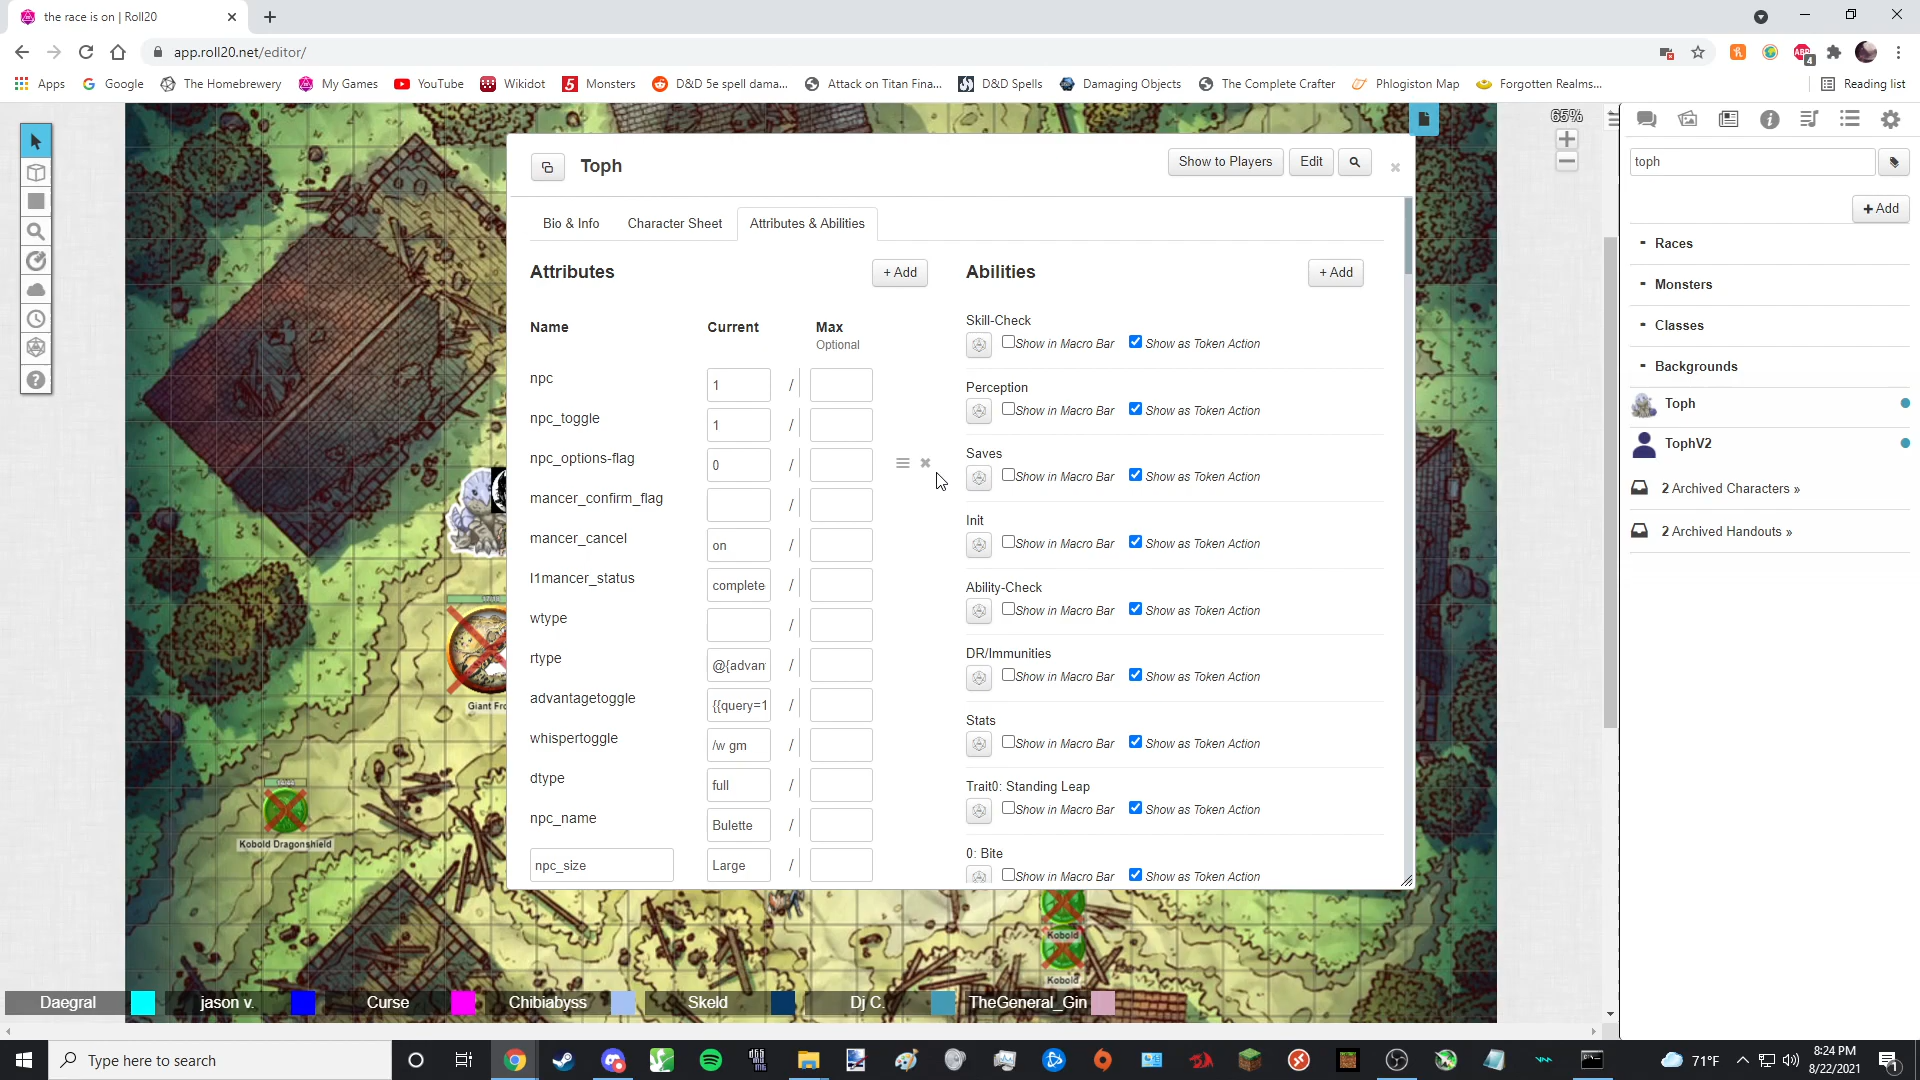 the race is on | Roll20
app.roll20.net/editor/
Apps Google The Homebrewery My Games YouTube Wikidot Monsters D&D 5e spell dama... Attack on Titan Fina... D&D Spells Damaging Objects The Complete Crafter Phlogiston Map Forgotten Realms... Reading list
65%
Toph
Show to Players Edit
toph
+ Add
Bio & Info Character Sheet Attributes & Abilities
Races
Monsters
Classes
Backgrounds
Toph
TophV2
2 Archived Characters »
2 Archived Handouts »
Attributes + Add
Name Current Max
Optional
npc 1 /
npc_toggle 1 /
npc_options-flag 0 /
mancer_confirm_flag /
mancer_cancel on /
l1mancer_status complete /
wtype /
rtype @{advan /
advantagetoggle {{query=1 /
whispertoggle /w gm /
dtype full /
npc_name Bulette /
npc_size Large /
Abilities + Add
Skill-Check
Show in Macro Bar Show as Token Action
Perception
Show in Macro Bar Show as Token Action
Saves
Show in Macro Bar Show as Token Action
Init
Show in Macro Bar Show as Token Action
Ability-Check
Show in Macro Bar Show as Token Action
DR/Immunities
Show in Macro Bar Show as Token Action
Stats
Show in Macro Bar Show as Token Action
Trait0: Standing Leap
Show in Macro Bar Show as Token Action
0: Bite
Show in Macro Bar Show as Token Action
Giant Fro
Kobold Dragonshield
Kobold
Kobold
Daegral jason v. Curse Chibiabyss Skeld Dj C. TheGeneral_Gin
Type here to search
71°F
8:24 PM
8/22/2021